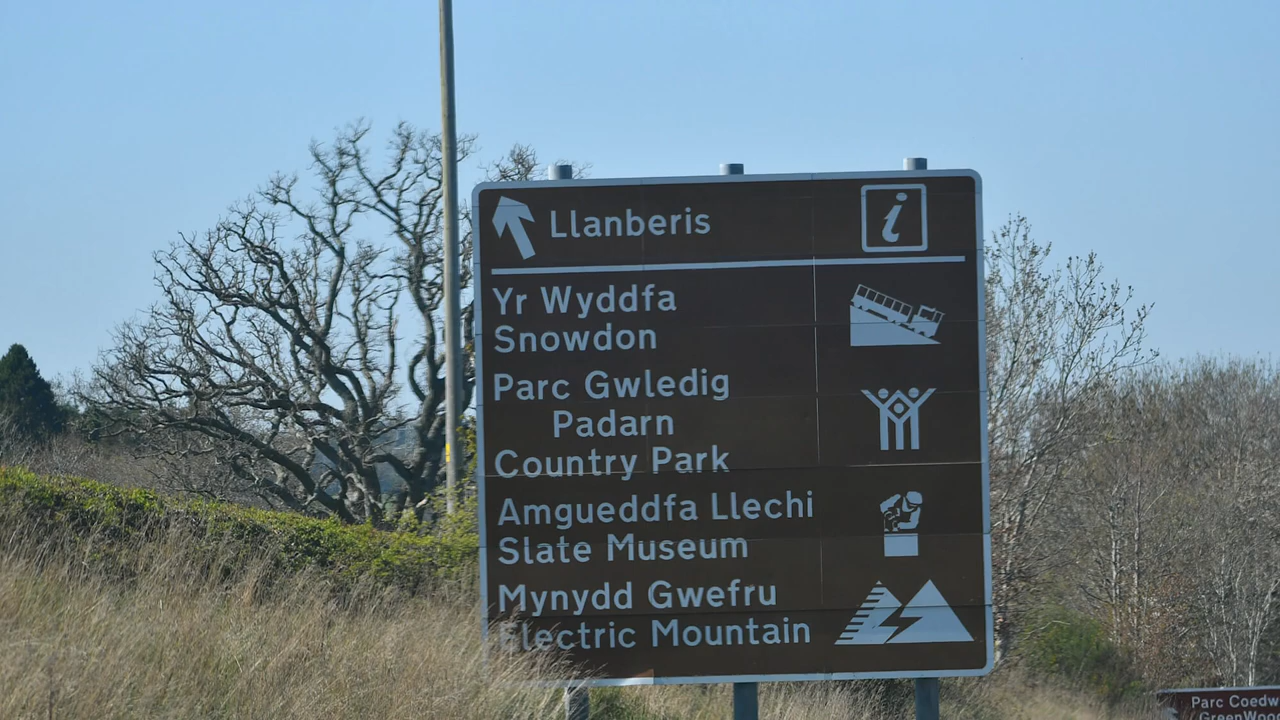 Llanberis
i
Yr Wyddfa
Snowdon
Parc Gwledig
Padarn
Country Park
Amgueddfa Llechi
Slate Museum
Mynydd Gwefru
Electric Mountain
Parc Coedw
GreenWoo